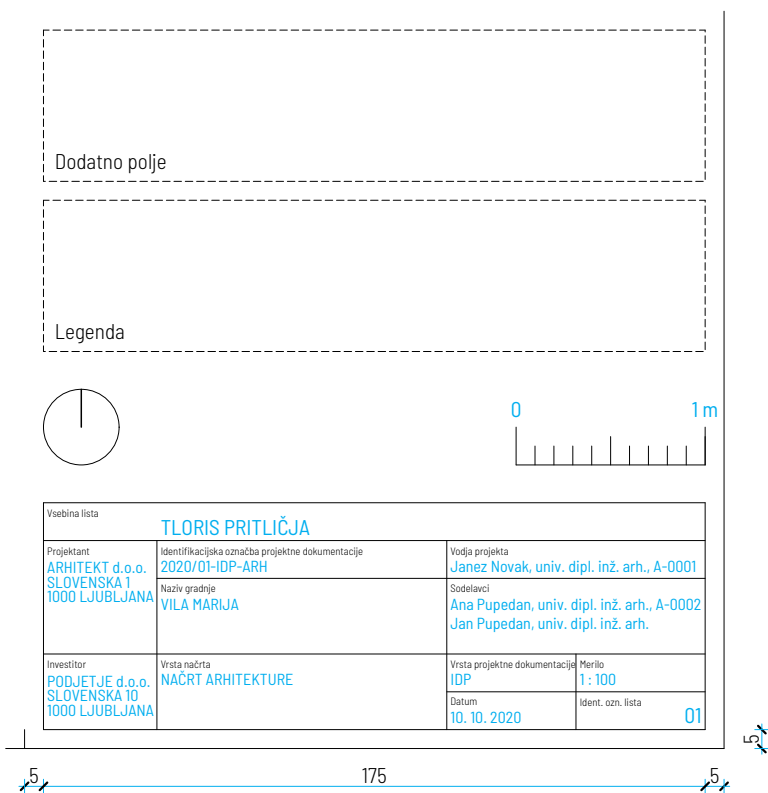 Dodatno polje
Legenda
0
1 m
Vsebina lista
TLORIS PRITLIČJA
Projektant
ARHITEKT d.o.o.
SLOVENSKA 1
1000 LJUBLJANA
Identifikacijska označba projektne dokumentacije
2020/01-IDP-ARH
Vodja projekta
Janez Novak, univ. dipl. inž. arh., A-0001
Naziv gradnje
VILA MARIJA
Sodelavci
Ana Pupedan, univ. dipl. inž. arh., A-0002
Jan Pupedan, univ. dipl. inž. arh.
Investitor
PODJETJE d.o.o.
SLOVENSKA 10
1000 LJUBLJANA
Vrsta načrta
NAČRT ARHITEKTURE
Vrsta projektne dokumentacije
IDP
Merilo
1 : 100
Datum
10. 10. 2020
Ident. ozn. lista
01
5
5
175
5